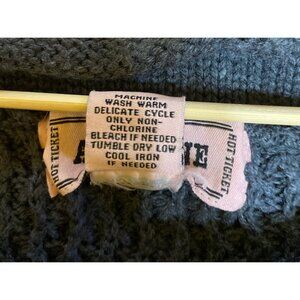 MACHINE
WASH WARM
DELICATE CYCLE
ONLY NON-
CHLORINE
BLEACH IF NEEDED
TUMBLE DRY LOW
COOL IRON
IF NEEDED
HOT TICKET
HOT TICKET